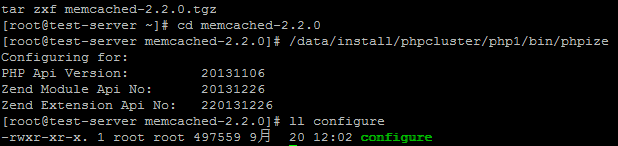 tar zxf memcached-2.2.0.tgz
[root@test-server ~]# cd memcached-2.2.0
[root@test-server memcached-2.2.0]# /data/install/phpcluster/php1/bin/phpize
Configuring for:
PHP Api Version:         20131106
Zend Module Api No:      20131226
Zend Extension Api No:   220131226
[root@test-server memcached-2.2.0]# ll configure
-rwxr-xr-x. 1 root root 497559 9月  20 12:02 configure